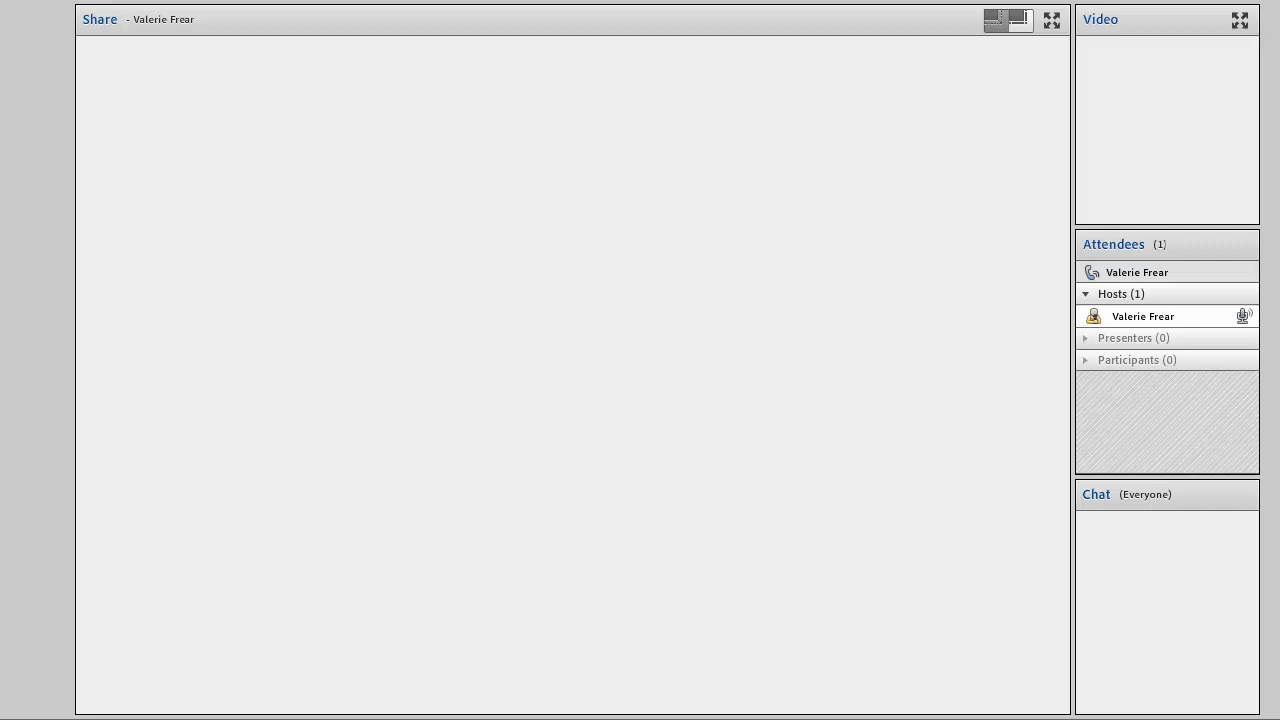 Share - Valerie Frear
Video
Attendees (1)
Valerie Frear
Hosts (1)
Valerie Frear
Presenters (0)
Participants (0)
Chat (Everyone)